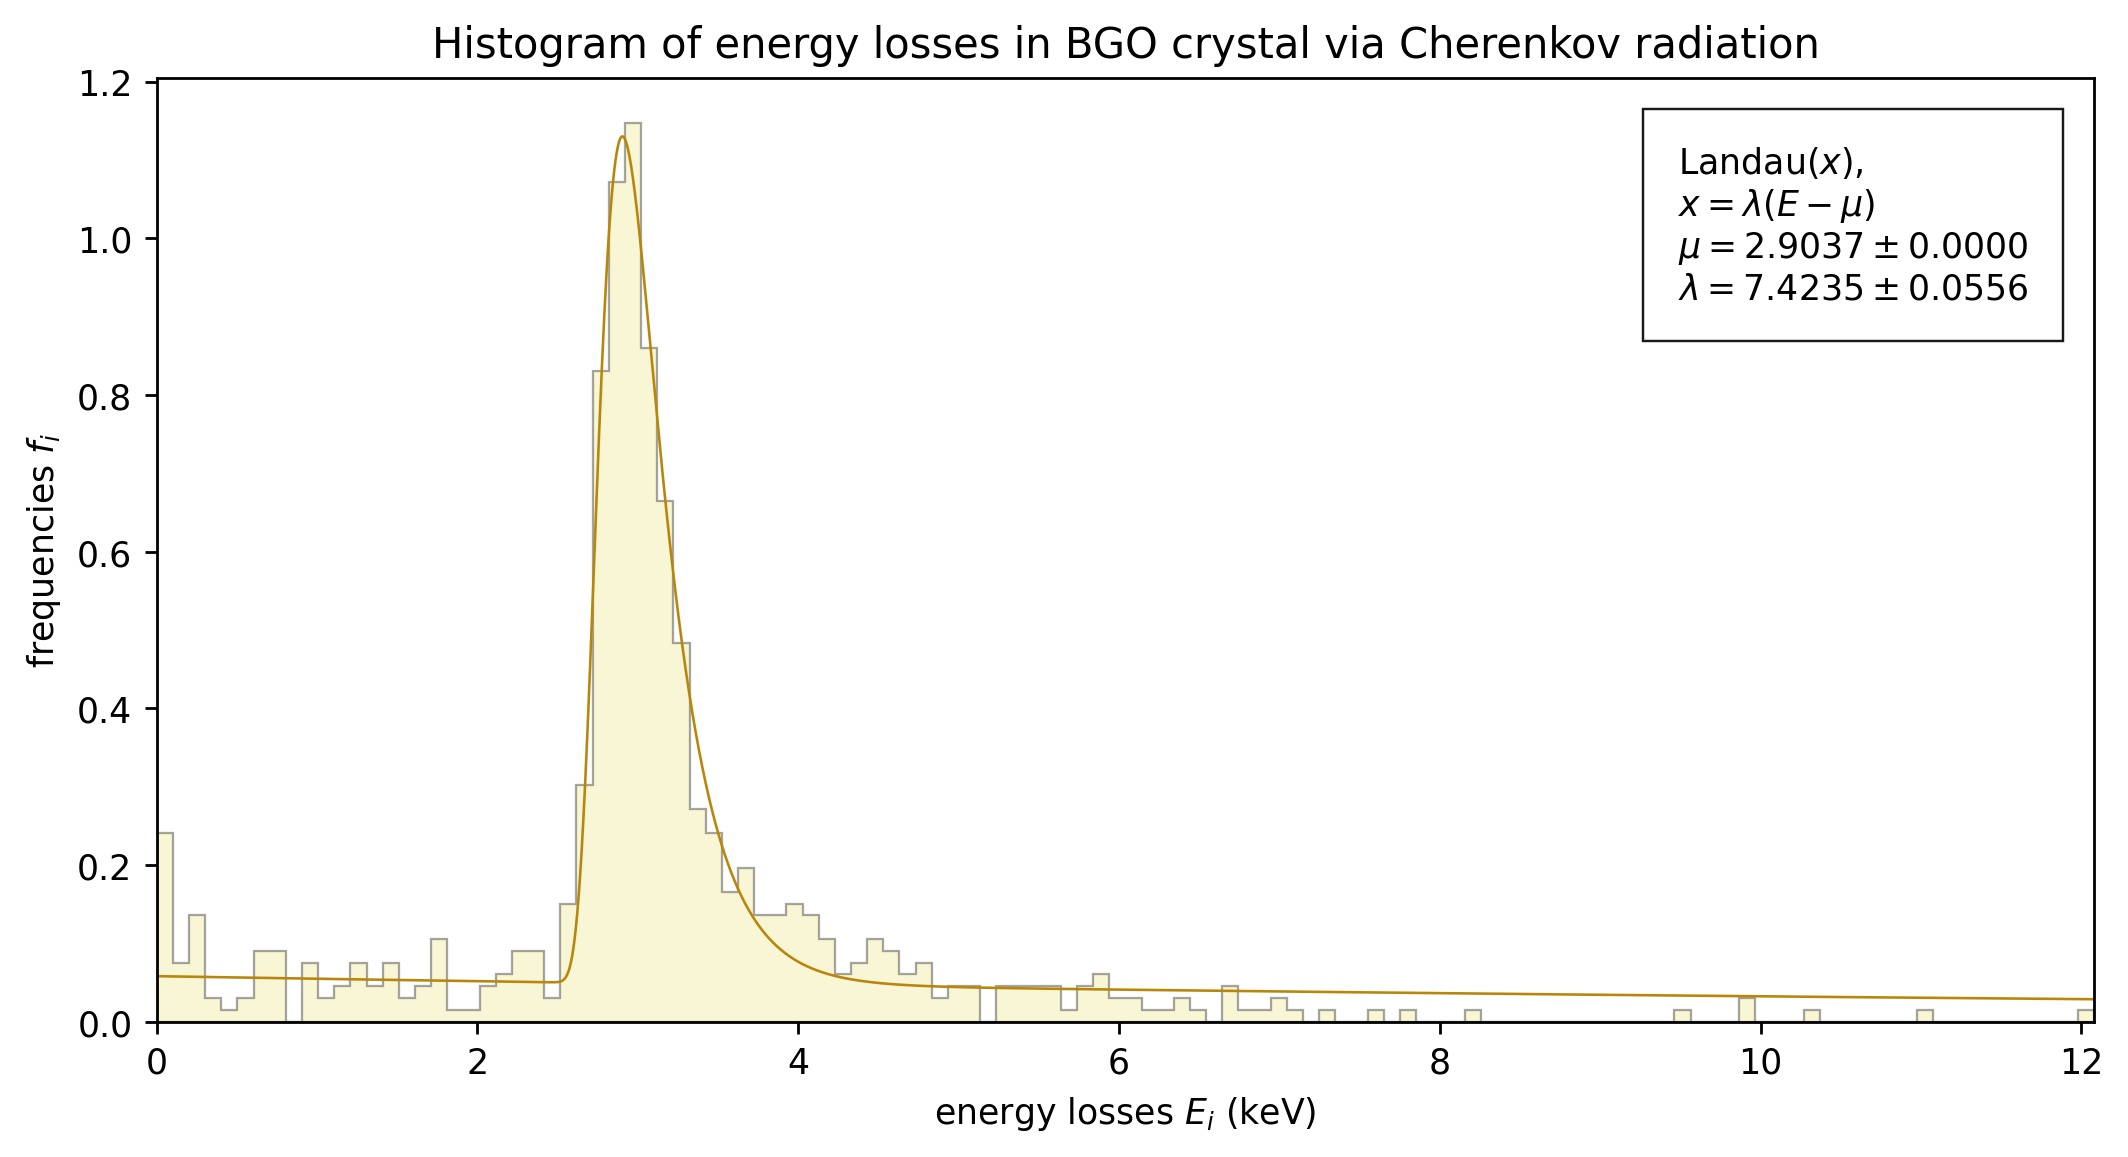 Histogram of energy losses in BGO crystal via Cherenkov radiation
1.2
1.0
0.8
0.6
0.4
0.2
0.0
frequencies f_i
Landau(x),
x = λ(E − μ)
μ = 2.9037 ± 0.0000
λ = 7.4235 ± 0.0556
0 2 4 6 8 10 12
energy losses E_i (keV)